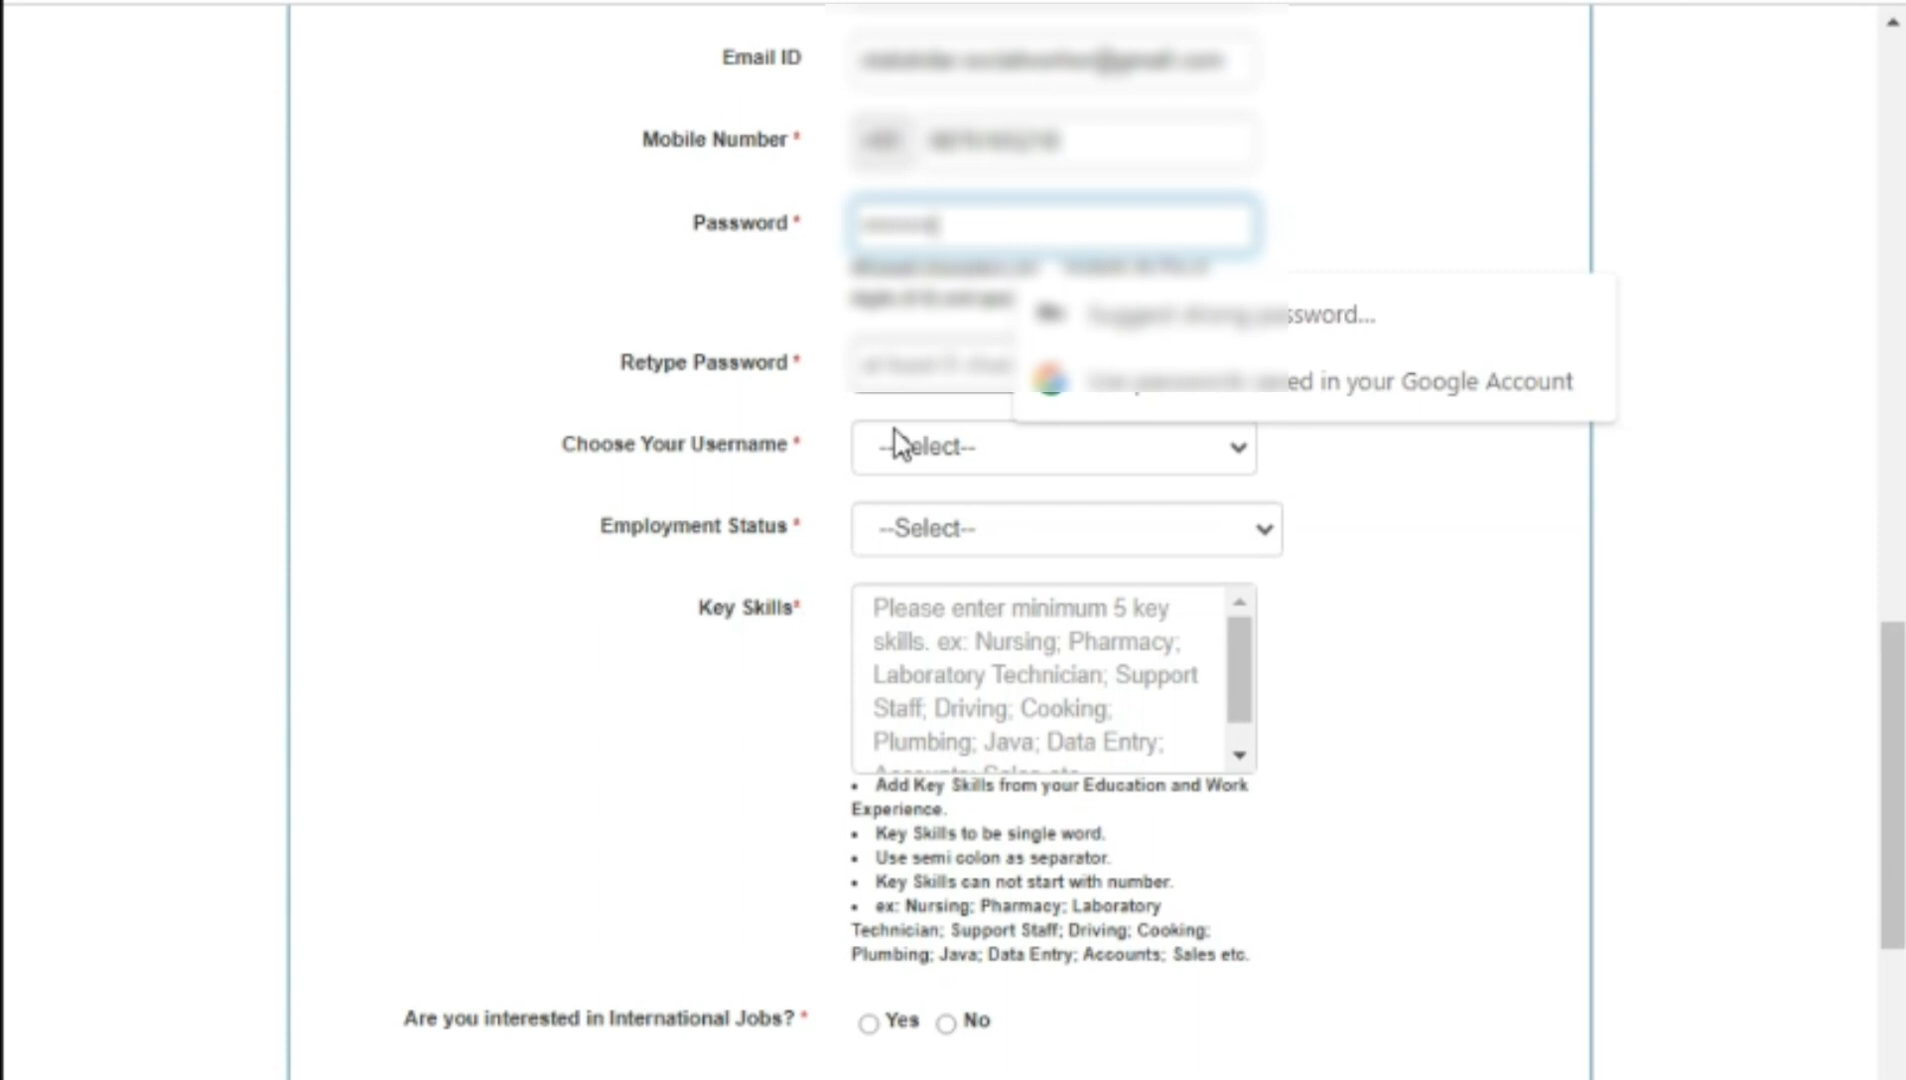 Email ID
Mobile Number *
Password *
ssword...
Retype Password *
ed in your Google Account
Choose Your Username *
--Select--
Employment Status *
--Select--
Key Skills*
Please enter minimum 5 key
skills. ex: Nursing; Pharmacy;
Laboratory Technician; Support
Staff; Driving; Cooking;
Plumbing; Java; Data Entry;
• Add Key Skills from your Education and Work
Experience.
• Key Skills to be single word.
• Use semi colon as separator.
• Key Skills can not start with number.
• ex: Nursing; Pharmacy; Laboratory
Technician; Support Staff; Driving; Cooking;
Plumbing; Java; Data Entry; Accounts; Sales etc.
Are you interested in International Jobs? * Yes No